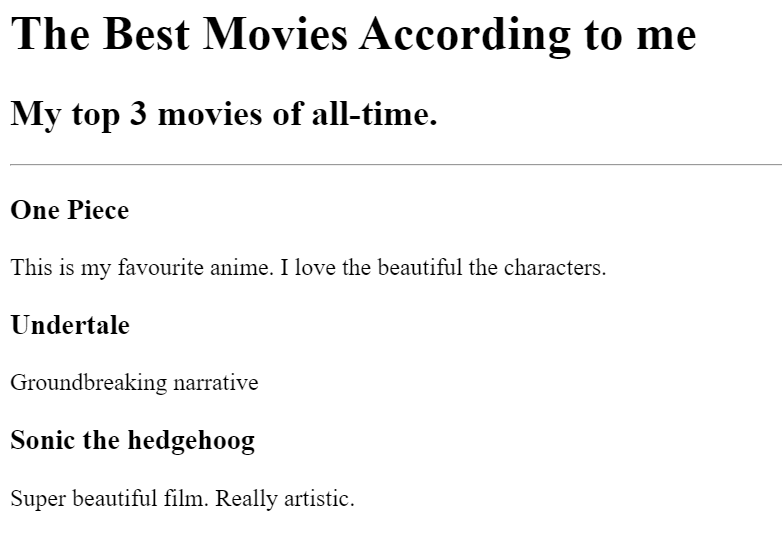 The Best Movies According to me
My top 3 movies of all-time.
One Piece
This is my favourite anime. I love the beautiful the characters.
Undertale
Groundbreaking narrative
Sonic the hedgehoog
Super beautiful film. Really artistic.